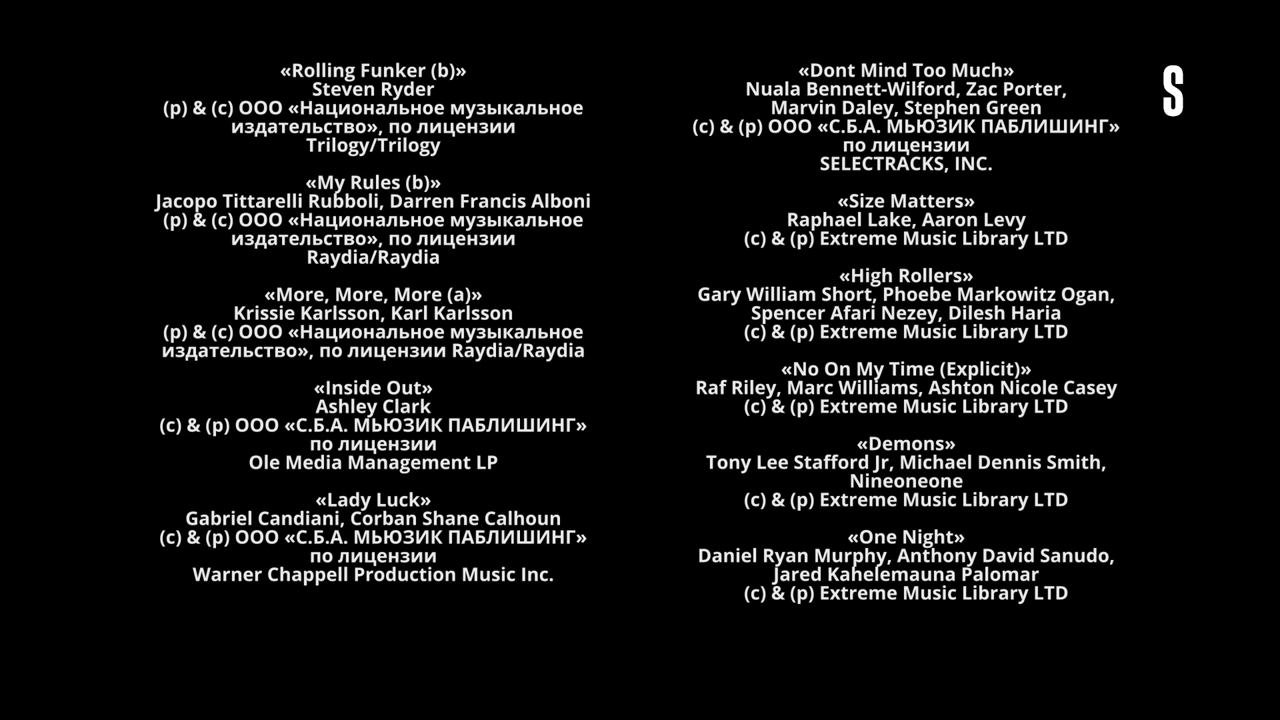 «Rolling Funker (b)»
Steven Ryder
(p) & (c) ООО «Национальное музыкальное
издательство», по лицензии
Trilogy/Trilogy
«My Rules (b)»
Jacopo Tittarelli Rubboli, Darren Francis Alboni
(p) & (c) ООО «Национальное музыкальное
издательство», по лицензии
Raydia/Raydia
«More, More, More (a)»
Krissie Karlsson, Karl Karlsson
(p) & (c) ООО «Национальное музыкальное
издательство», по лицензии Raydia/Raydia
«Inside Out»
Ashley Clark
(c) & (p) ООО «С.Б.А. МЬЮЗИК ПАБЛИШИНГ»
по лицензии
Ole Media Management LP
«Lady Luck»
Gabriel Candiani, Corban Shane Calhoun
(c) & (p) ООО «С.Б.А. МЬЮЗИК ПАБЛИШИНГ»
по лицензии
Warner Chappell Production Music Inc.
«Dont Mind Too Much»
Nuala Bennett-Wilford, Zac Porter,
Marvin Daley, Stephen Green
(c) & (p) ООО «С.Б.А. МЬЮЗИК ПАБЛИШИНГ»
по лицензии
SELECTRACKS, INC.
«Size Matters»
Raphael Lake, Aaron Levy
(c) & (p) Extreme Music Library LTD
«High Rollers»
Gary William Short, Phoebe Markowitz Ogan,
Spencer Afari Nezey, Dilesh Haria
(c) & (p) Extreme Music Library LTD
«No On My Time (Explicit)»
Raf Riley, Marc Williams, Ashton Nicole Casey
(c) & (p) Extreme Music Library LTD
«Demons»
Tony Lee Stafford Jr, Michael Dennis Smith,
Nineoneone
(c) & (p) Extreme Music Library LTD
«One Night»
Daniel Ryan Murphy, Anthony David Sanudo,
Jared Kahelemauna Palomar
(c) & (p) Extreme Music Library LTD
S